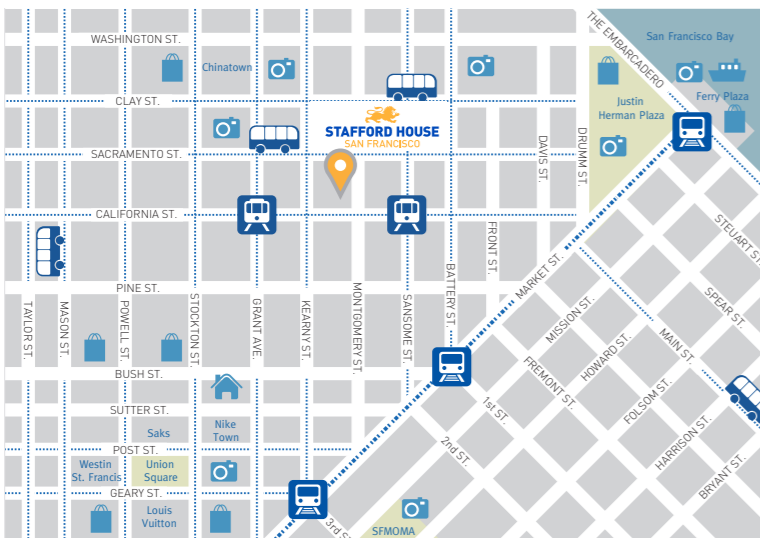 WASHINGTON ST.
THE EMBARCADERO
San Francisco Bay
Chinatown
Ferry Plaza
CLAY ST.
Justin
Herman Plaza
STAFFORD HOUSE
SAN FRANCISCO
SACRAMENTO ST.
DAVIS ST.
DRUMM ST.
CALIFORNIA ST.
FRONT ST.
STEUART ST.
MARKET ST.
PINE ST.
TAYLOR ST.
MASON ST.
POWELL ST.
STOCKTON ST.
GRANT AVE.
KEARNY ST.
MONTGOMERY ST.
SANSOME ST.
BATTERY ST.
SPEAR ST.
MISSION ST.
MAIN ST.
HOWARD ST.
FREMONT ST.
FOLSOM ST.
BUSH ST.
SUTTER ST.
1st ST.
HARRISON ST.
Saks
Nike
Town
2nd ST.
BRYANT ST.
POST ST.
Westin
St. Francis
Union
Square
GEARY ST.
Louis
Vuitton
3rd S
SFMOMA